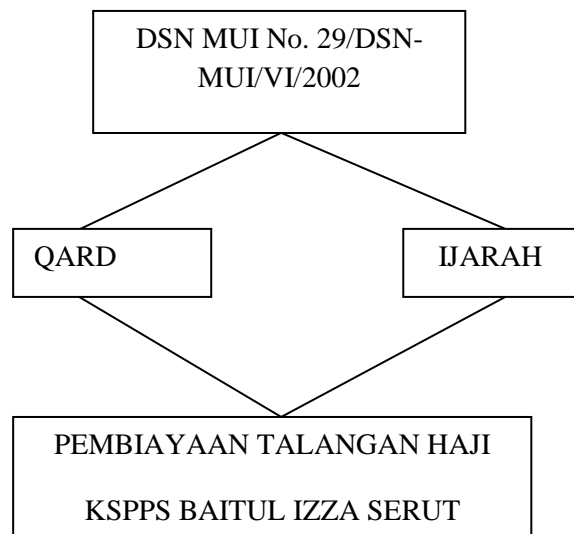 DSN MUI No. 29/DSN-
MUI/VI/2002
QARD
IJARAH
PEMBIAYAAN TALANGAN HAJI
KSPPS BAITUL IZZA SERUT